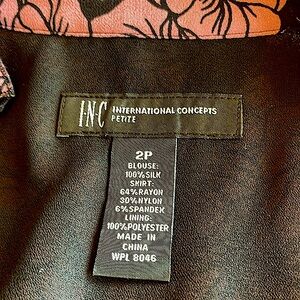 I·N·C INTERNATIONAL CONCEPTS
PETITE
2P
BLOUSE:
100%SILK
SKIRT:
64%RAYON
30%NYLON
6%SPANDEX
LINING:
100%POLYESTER
MADE IN
CHINA
WPL 8046